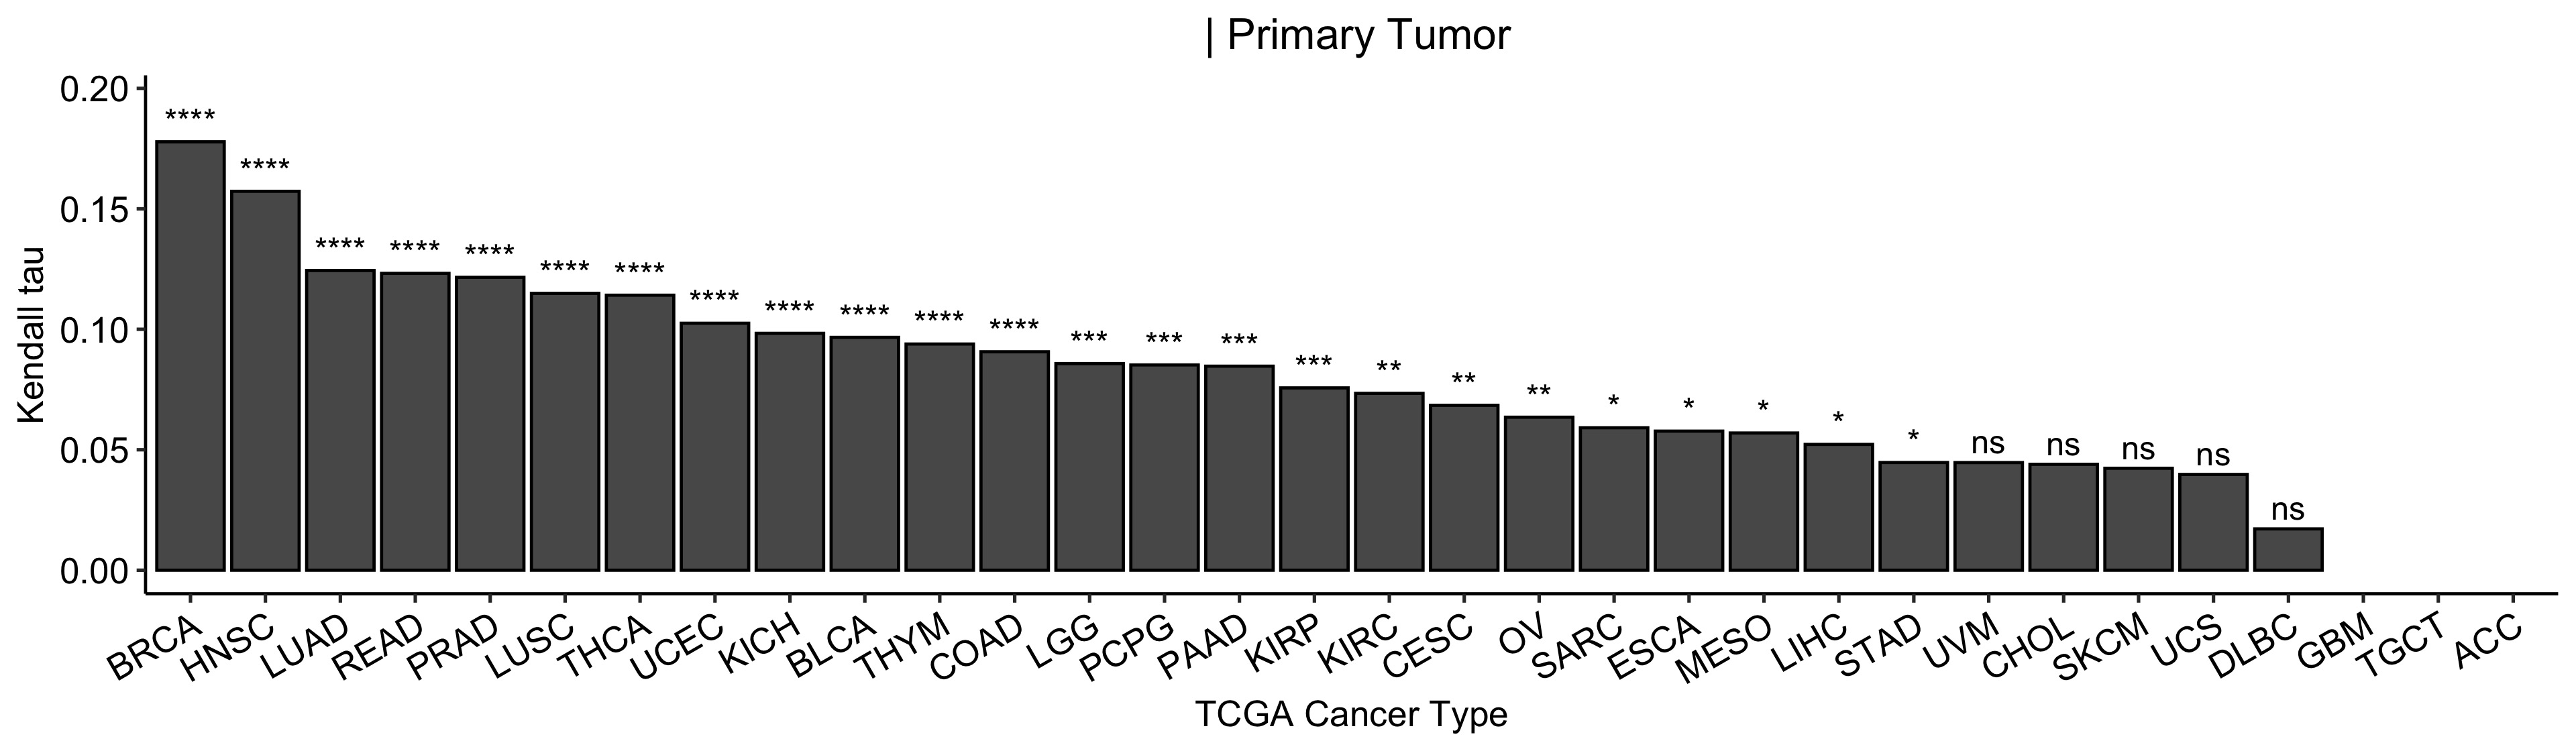 | Primary Tumor
Kendall tau
0.20
0.15
0.10
0.05
0.00
**** **** **** **** **** **** **** **** **** **** **** **** *** *** *** *** ** ** ** * * * * * ns ns ns ns ns
BRCA HNSC LUAD READ PRAD LUSC THCA UCEC KICH BLCA THYM COAD LGG PCPG PAAD KIRP KIRC CESC OV SARC ESCA MESO LIHC STAD UVM CHOL SKCM UCS DLBC GBM TGCT ACC
TCGA Cancer Type